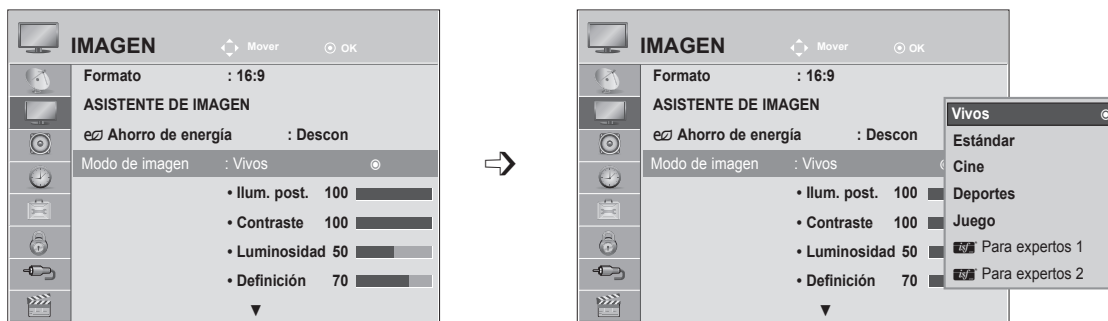 IMAGEN Mover OK
Formato : 16:9
ASISTENTE DE IMAGEN
Ahorro de energía : Descon
Modo de imagen : Vivos
• Ilum. post. 100
• Contraste 100
• Luminosidad 50
• Definición 70
IMAGEN Mover OK
Formato : 16:9
ASISTENTE DE IMAGEN
Ahorro de energía : Descon
Modo de imagen : Vivos
• Ilum. post. 100
• Contraste 100
• Luminosidad 50
• Definición 70
Vivos
Estándar
Cine
Deportes
Juego
isf Para expertos 1
isf Para expertos 2